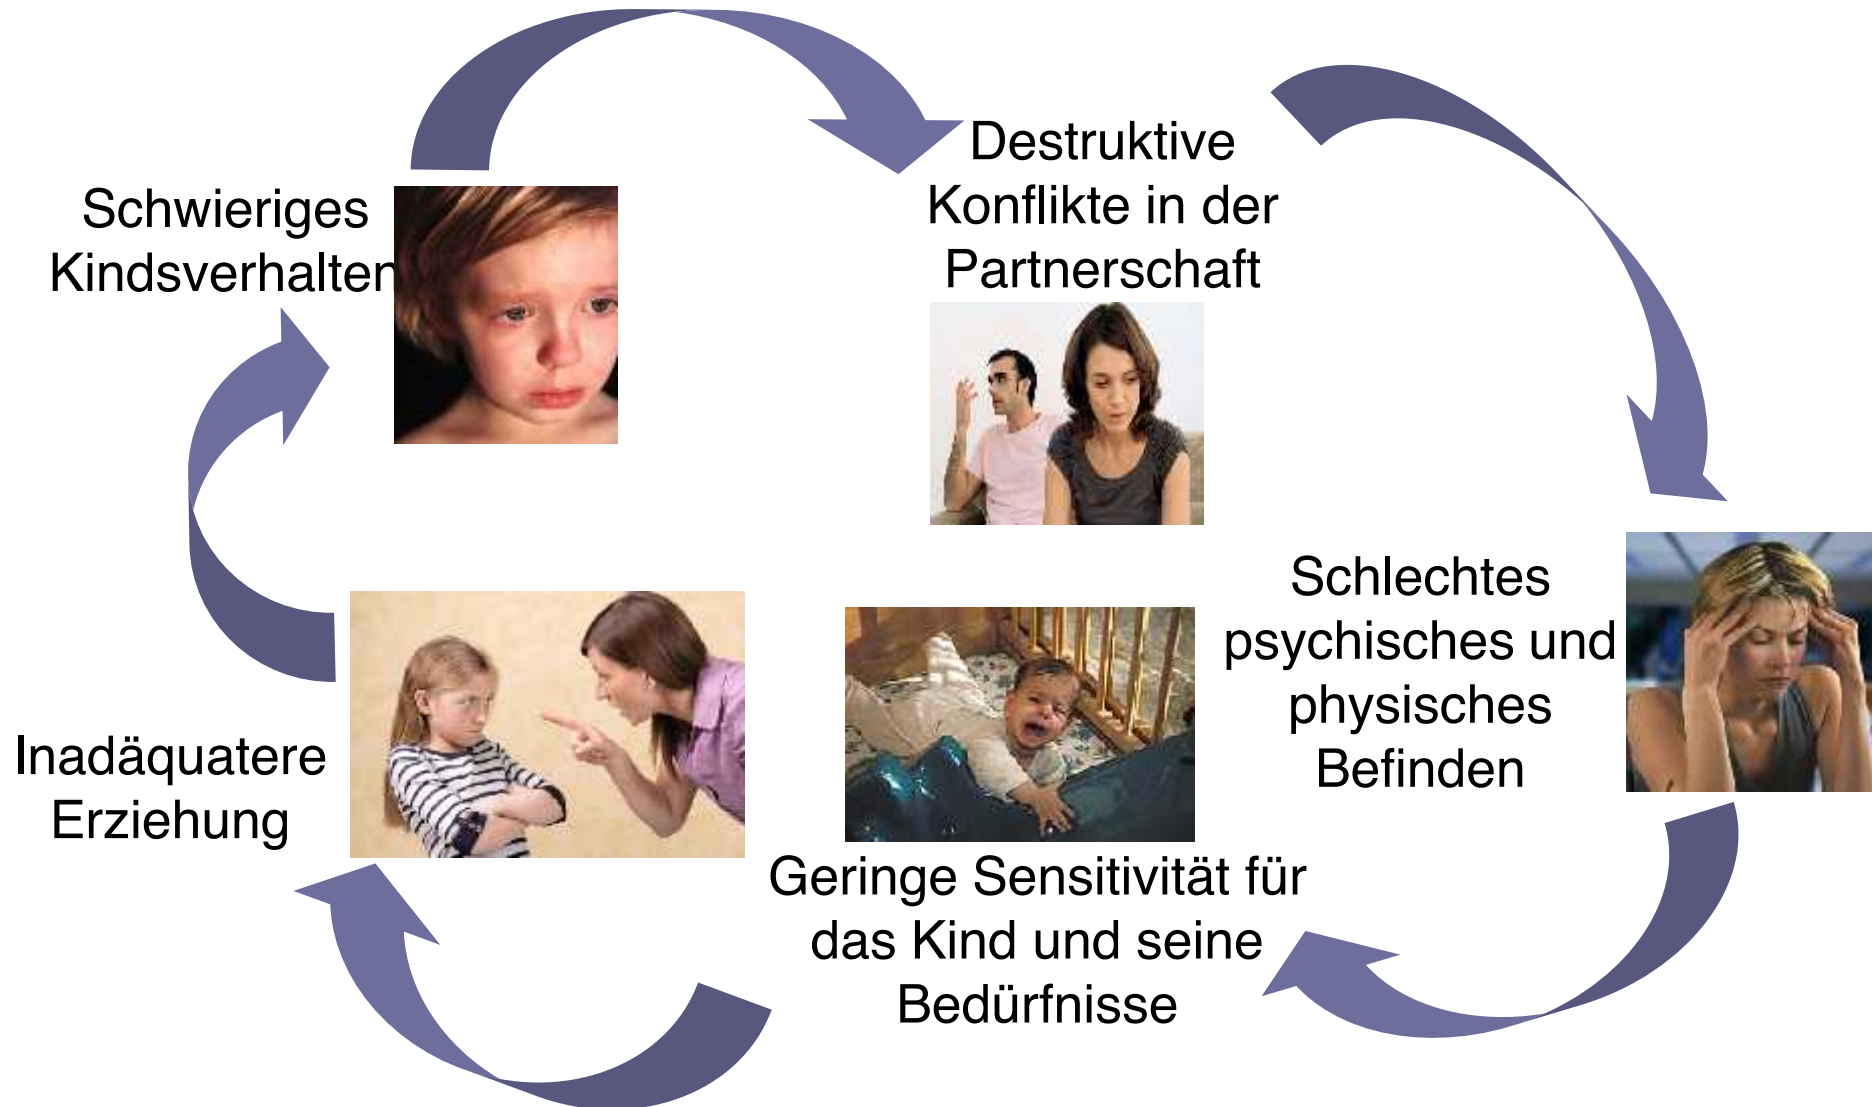 Destruktive
Konflikte in der
Partnerschaft
Schwieriges
Kindsverhalten
Schlechtes
psychisches und
physisches
Befinden
Inadäquatere
Erziehung
Geringe Sensitivität für
das Kind und seine
Bedürfnisse